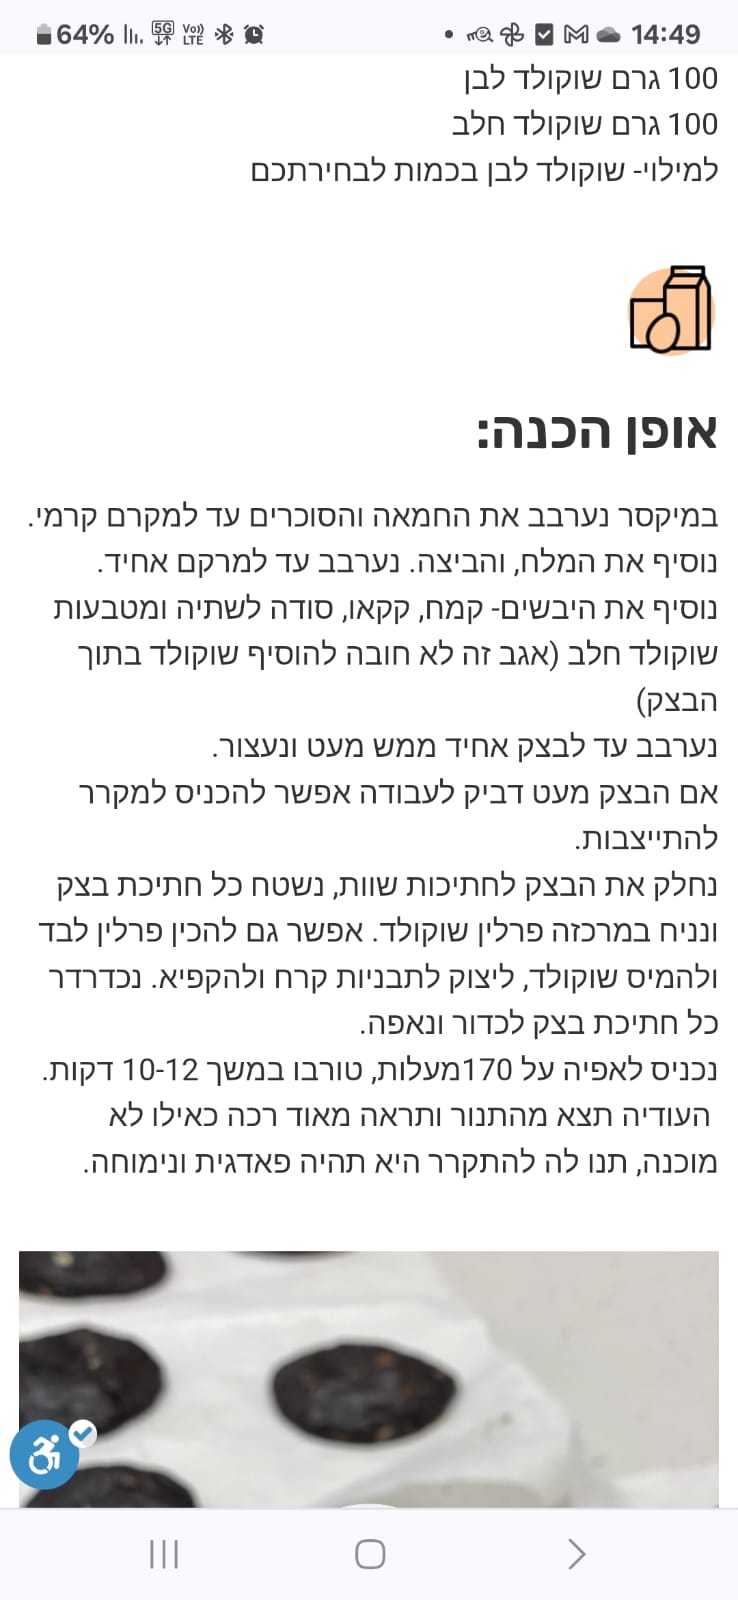 64% 5G Vo)) LTE 14:49
100 גרם שוקולד לבן
100 גרם שוקולד חלב
למילוי- שוקולד לבן בכמות לבחירתכם
אופן הכנה:
במיקסר נערבב את החמאה והסוכרים עד למקרם קרמי.
נוסיף את המלח, והביצה. נערבב עד למרקם אחיד.
נוסיף את היבשים- קמח, קקאו, סודה לשתיה ומטבעות
שוקולד חלב (אגב זה לא חובה להוסיף שוקולד בתוך
הבצק)
נערבב עד לבצק אחיד ממש מעט ונעצור.
אם הבצק מעט דביק לעבודה אפשר להכניס למקרר
להתייצבות.
נחלק את הבצק לחתיכות שוות, נשטח כל חתיכת בצק
ונניח במרכזה פרלין שוקולד. אפשר גם להכין פרלין לבד
ולהמיס שוקולד, ליצוק לתבניות קרח ולהקפיא. נכדרדר
כל חתיכת בצק לכדור ונאפה.
נכניס לאפיה על 170מעלות, טורבו במשך 10-12 דקות.
העודיה תצא מהתנור ותראה מאוד רכה כאילו לא
מוכנה, תנו לה להתקרר היא תהיה פאדגית ונימוחה.